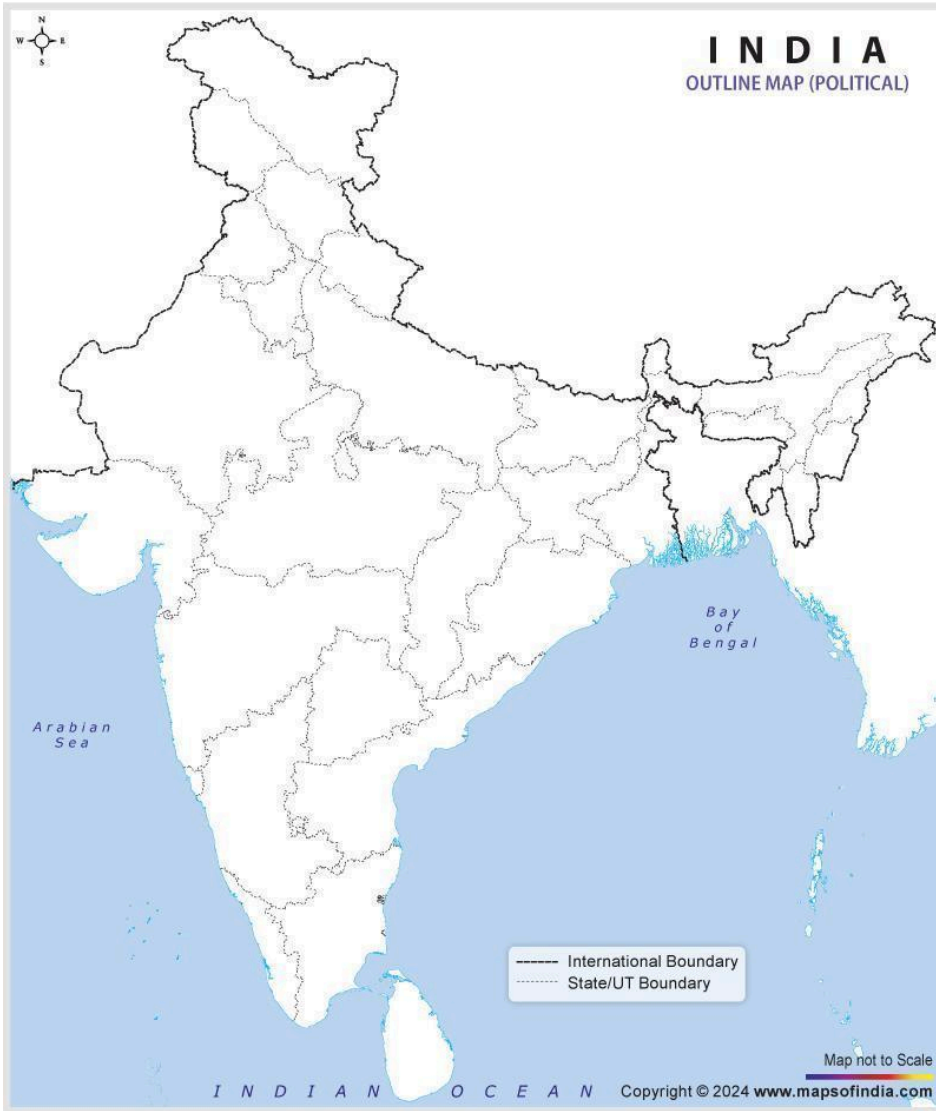 N
W E
S
I N D I A
OUTLINE MAP (POLITICAL)
Bay
of
Bengal
Arabian
Sea
International Boundary
State/UT Boundary
Map not to Scale
I N D I A N O C E A N
Copyright © 2024 www.mapsofindia.com